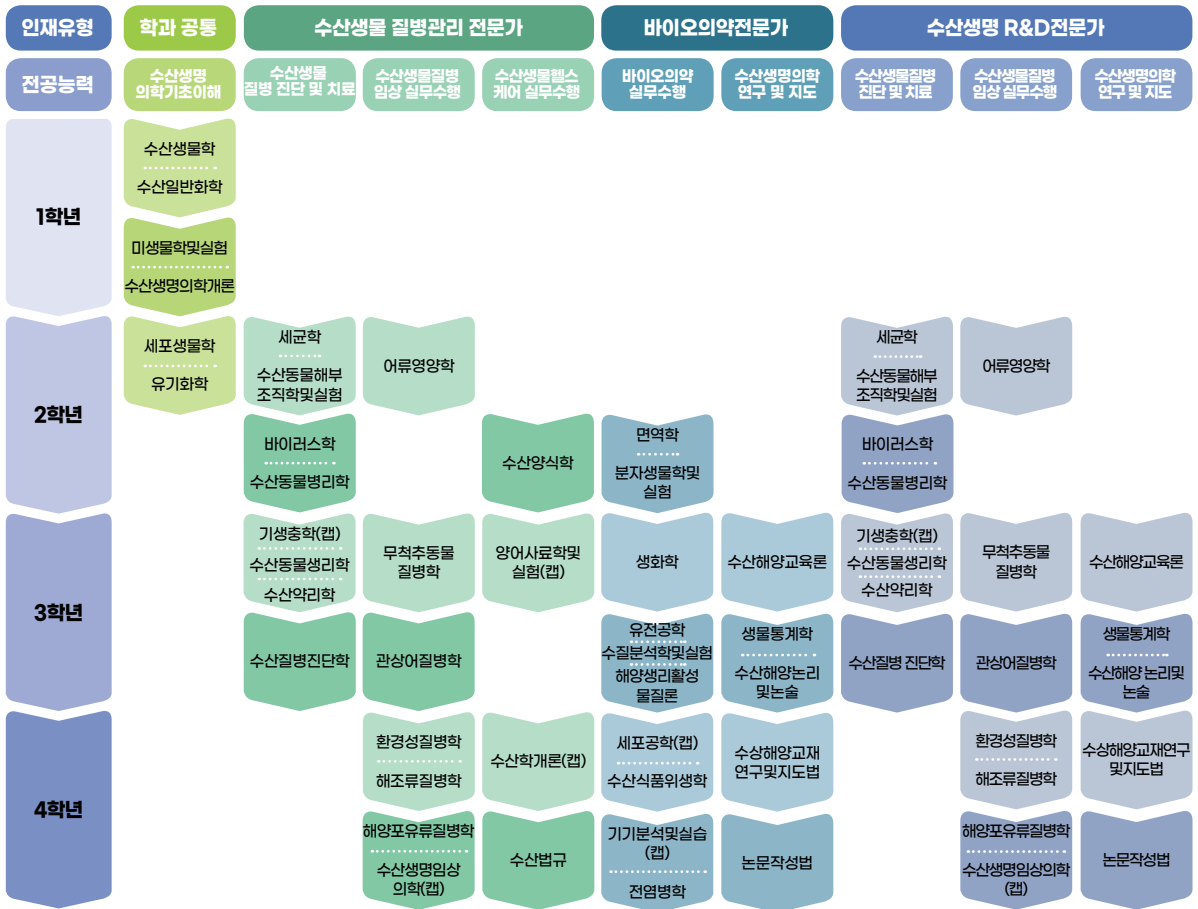 인재유형
학과 공통
수산생물 질병관리 전문가
바이오의약전문가
수산생명 R&D전문가
전공능력
수산생명
의학기초이해
수산생물
질병 진단 및 치료
수산생물질병
임상 실무수행
수산생물헬스
케어 실무수행
바이오의약
실무수행
수산생명의학
연구 및 지도
수산생물질병
진단 및 치료
수산생물질병
임상 실무수행
수산생명의학
연구 및 지도
1학년
수산생물학
수산일반화학
미생물학및실험
수산생명의학개론
2학년
세포생물학
유기화학
세균학
수산동물해부
조직학및실험
어류영양학
세균학
수산동물해부
조직학및실험
어류영양학
바이러스학
수산동물병리학
수산양식학
면역학
분자생물학및
실험
바이러스학
수산동물병리학
3학년
기생충학(캡)
수산동물생리학
수산약리학
무척추동물
질병학
양어사료학및
실험(캡)
생화학
수산해양교육론
기생충학(캡)
수산동물생리학
수산약리학
무척추동물
질병학
수산해양교육론
수산질병진단학
관상어질병학
유전공학
수질분석학및실험
해양생리활성
물질론
생물통계학
수산해양논리
및논술
수산질병 진단학
관상어질병학
생물통계학
수산해양 논리및
논술
4학년
환경성질병학
해조류질병학
수산학개론(캡)
세포공학(캡)
수산식품위생학
수상해양교재
연구및지도법
환경성질병학
해조류질병학
수상해양교재연구
및지도법
해양포유류질병학
수산생명임상
의학(캡)
수산법규
기기분석및실습
(캡)
전염병학
논문작성법
해양포유류질병학
수산생명임상의학
(캡)
논문작성법